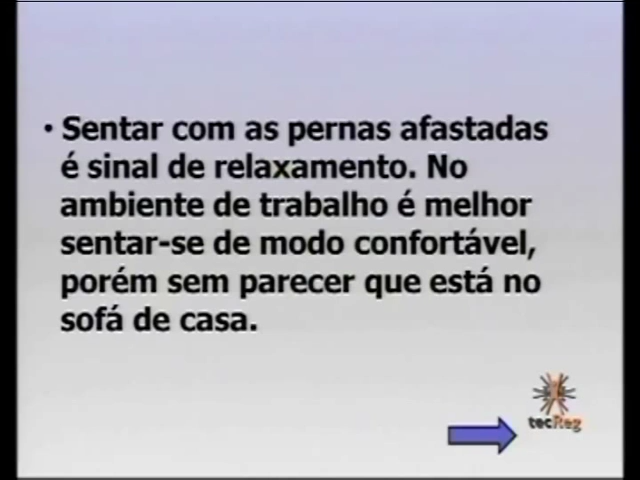 • Sentar com as pernas afastadas
é sinal de relaxamento. No
ambiente de trabalho é melhor
sentar-se de modo confortável,
porém sem parecer que está no
sofá de casa.
tecReg